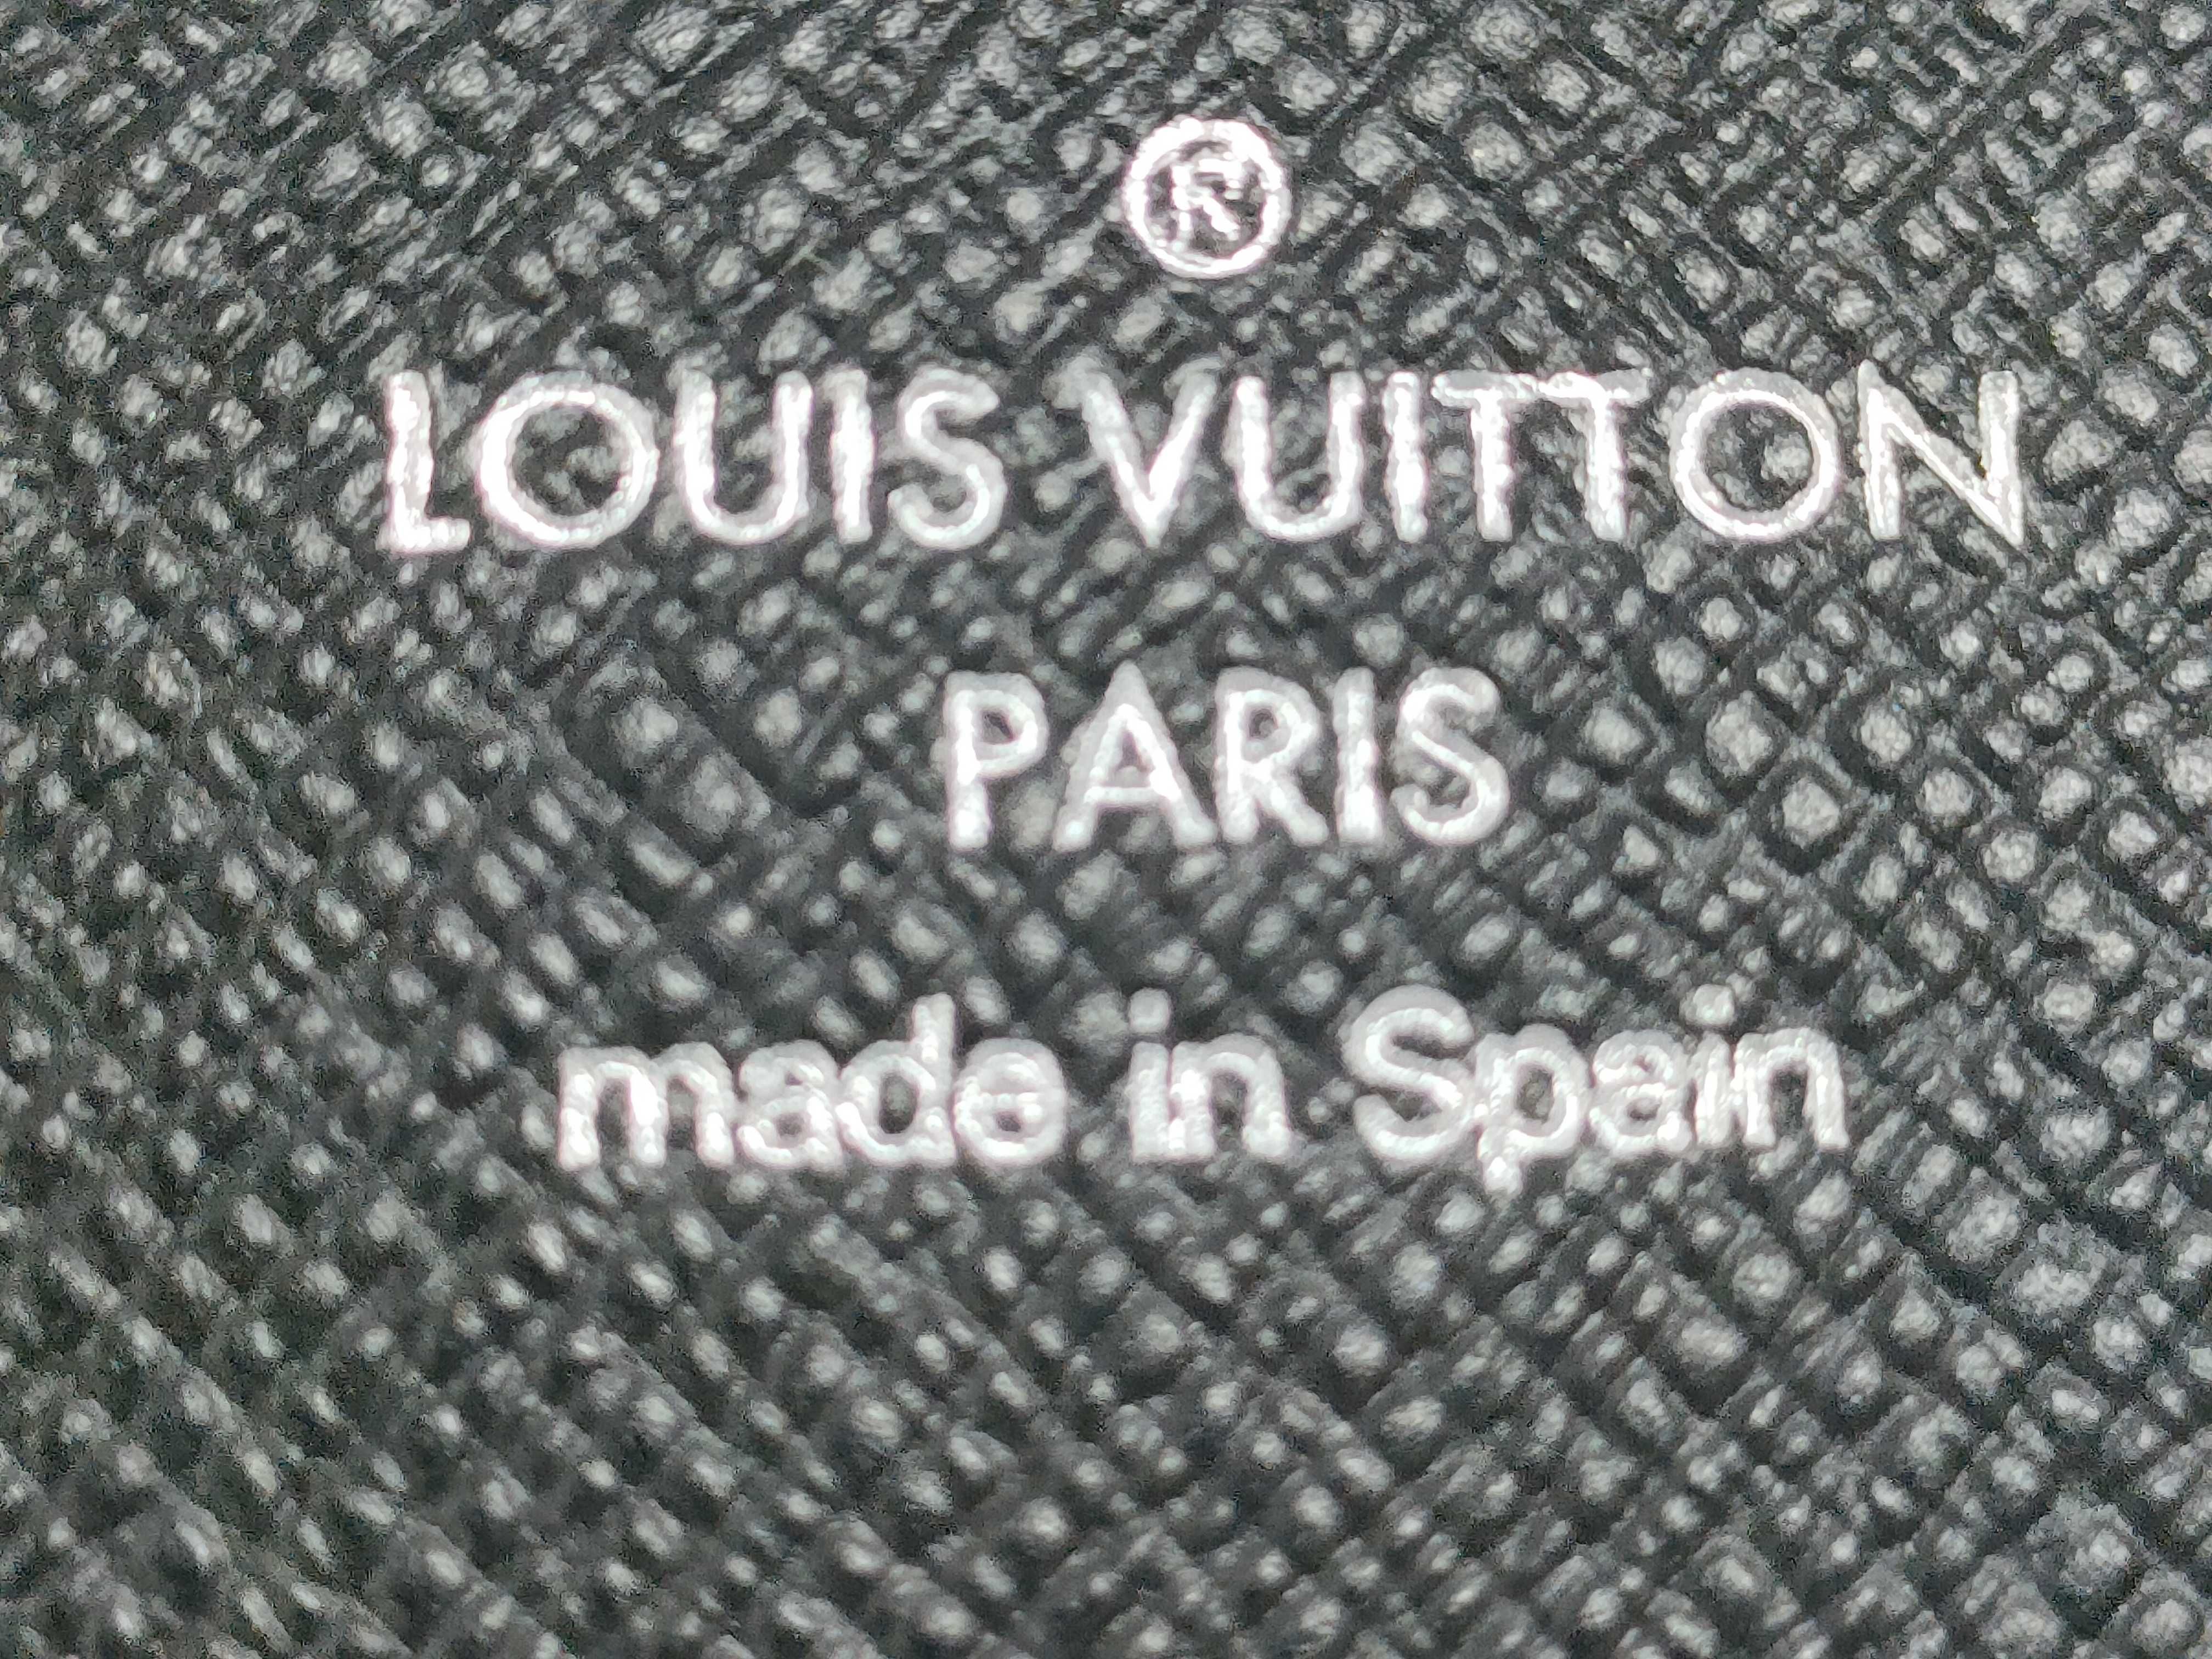 ®
LOUIS VUITTON
PARIS
made in Spain